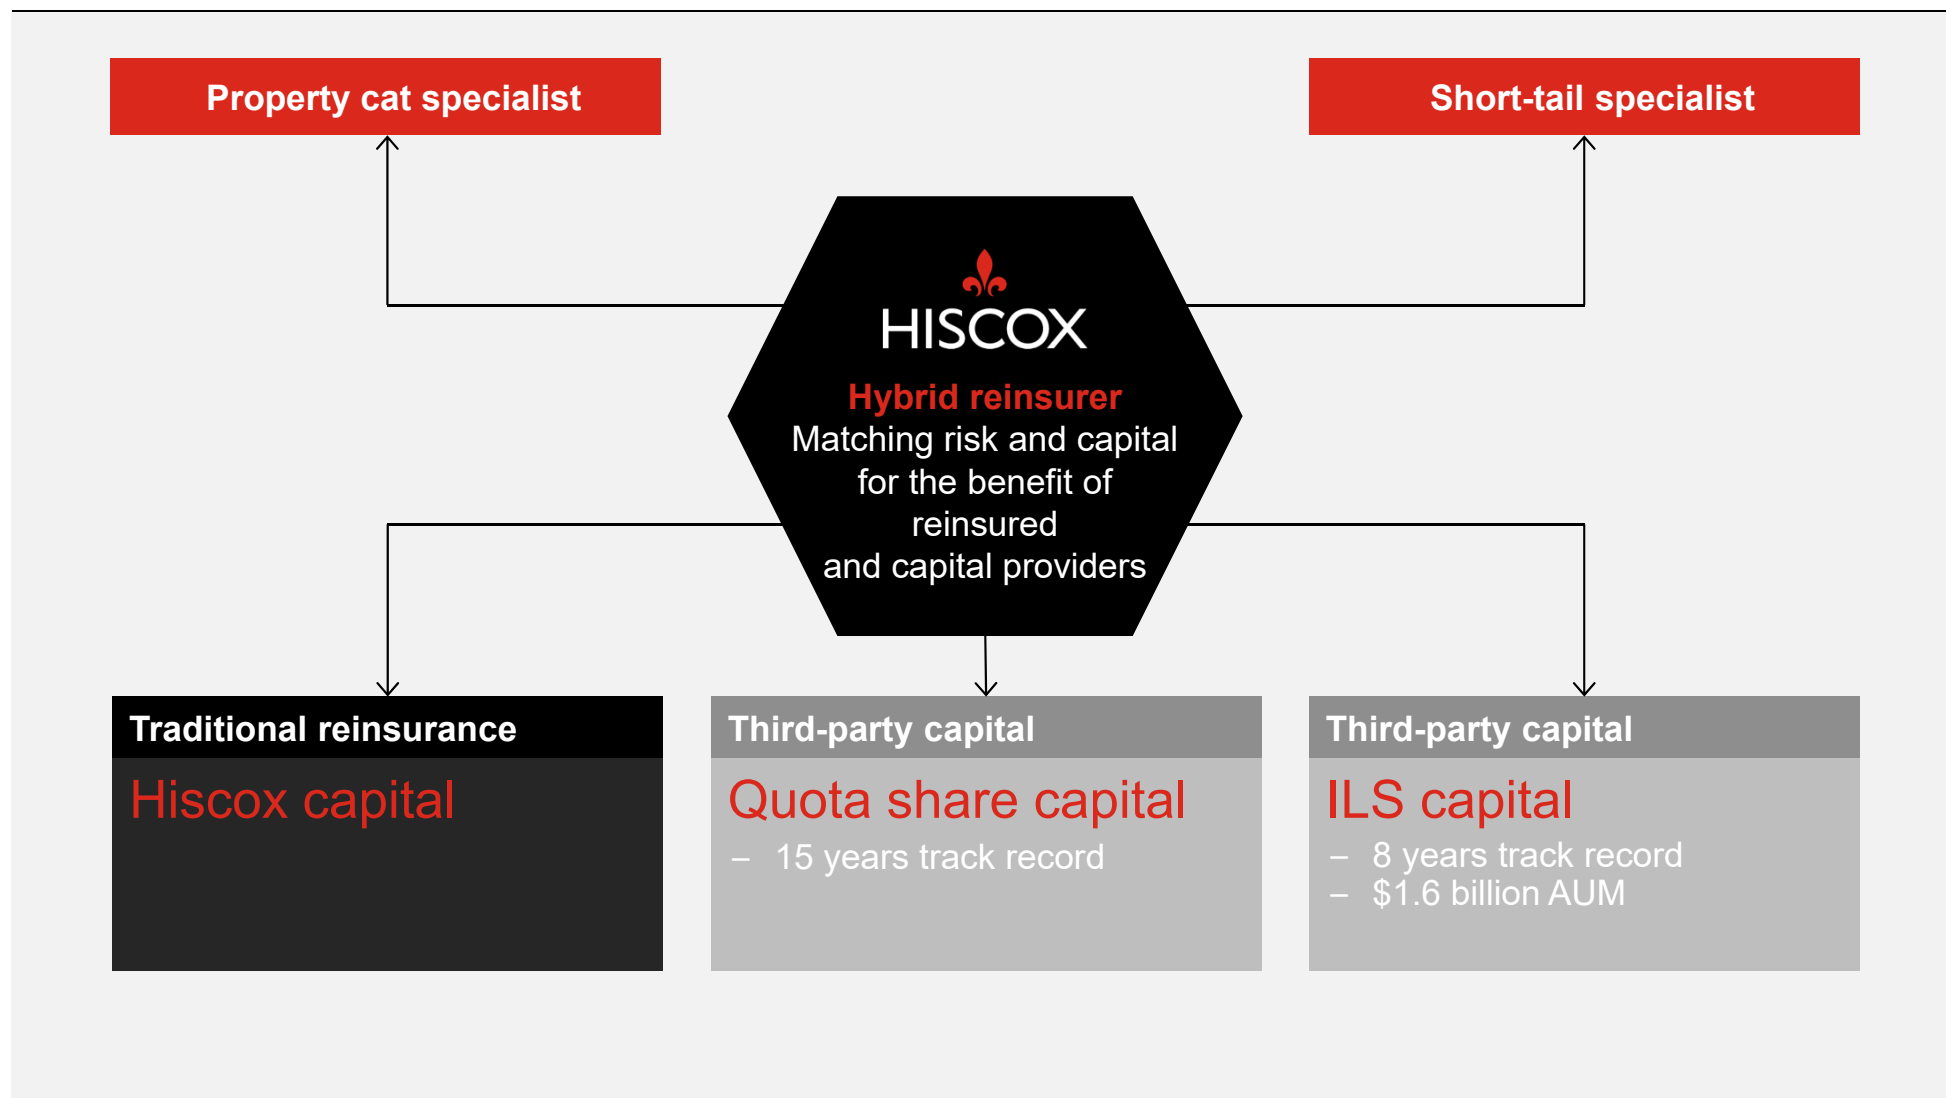 Property cat specialist
Short-tail specialist
HISCOX
Hybrid reinsurer
Matching risk and capital
for the benefit of
reinsured
and capital providers
Traditional reinsurance
Hiscox capital
Third-party capital
Quota share capital
– 15 years track record
Third-party capital
ILS capital
– 8 years track record
– $1.6 billion AUM